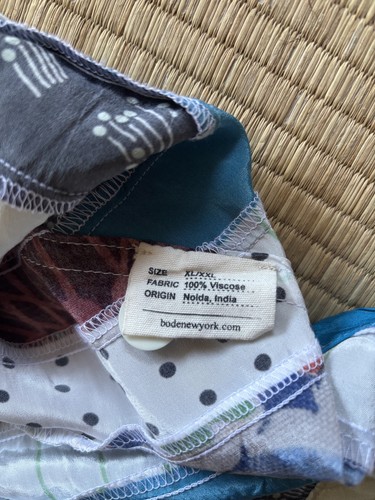 SIZE XL/XXL
FABRIC 100% Viscose
ORIGIN Noida, India
bodenewyork.com